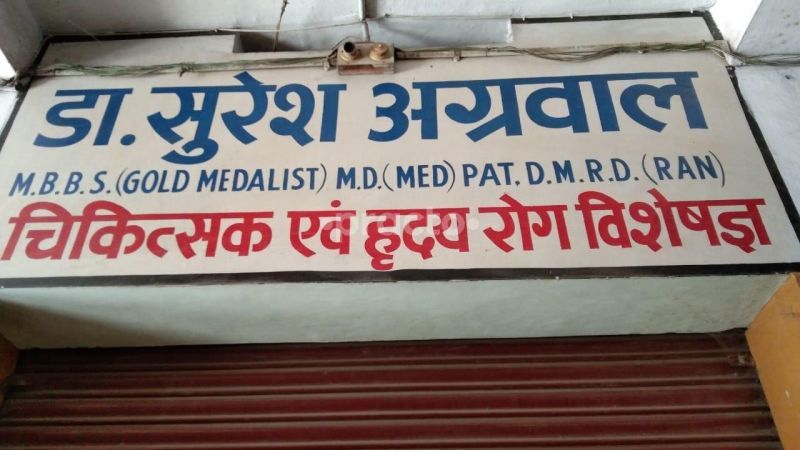 डा. सुरेश अग्रवाल
M.B.B.S. (GOLD MEDALIST) M.D. (MED) PAT. D.M.R.D. (RAN)
चिकित्सक एवं हृदय रोग विशेषज्ञ